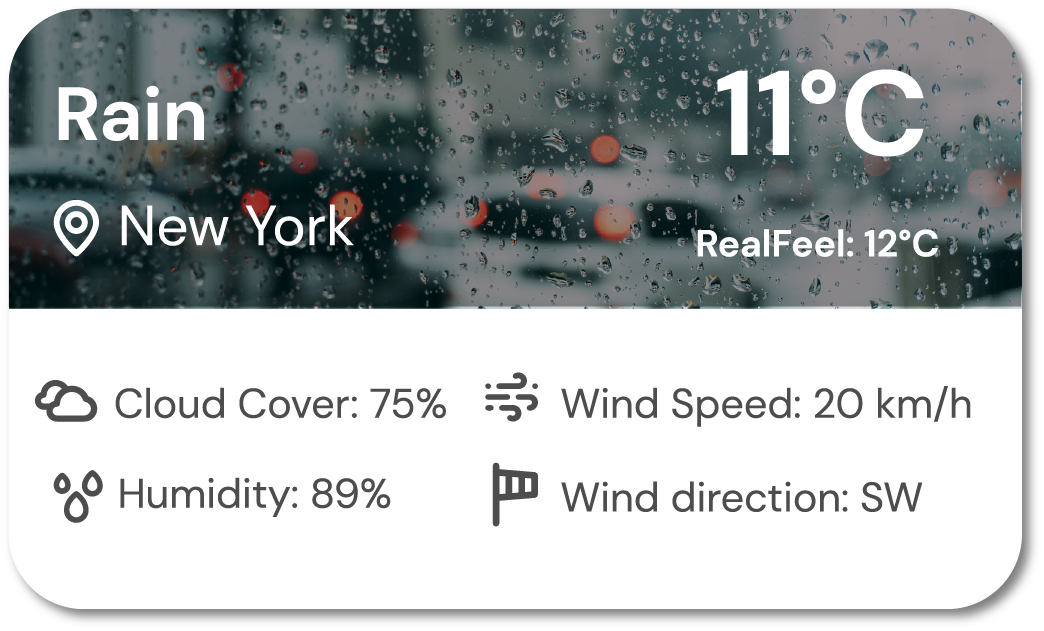 Rain
11°C
New York
RealFeel: 12°C
Cloud Cover: 75%
Wind Speed: 20 km/h
Humidity: 89%
Wind direction: SW